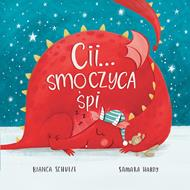 Cii...
SMOCZYCA
ŚPI
BIANCA SCHULZE
SAMARA HARDY